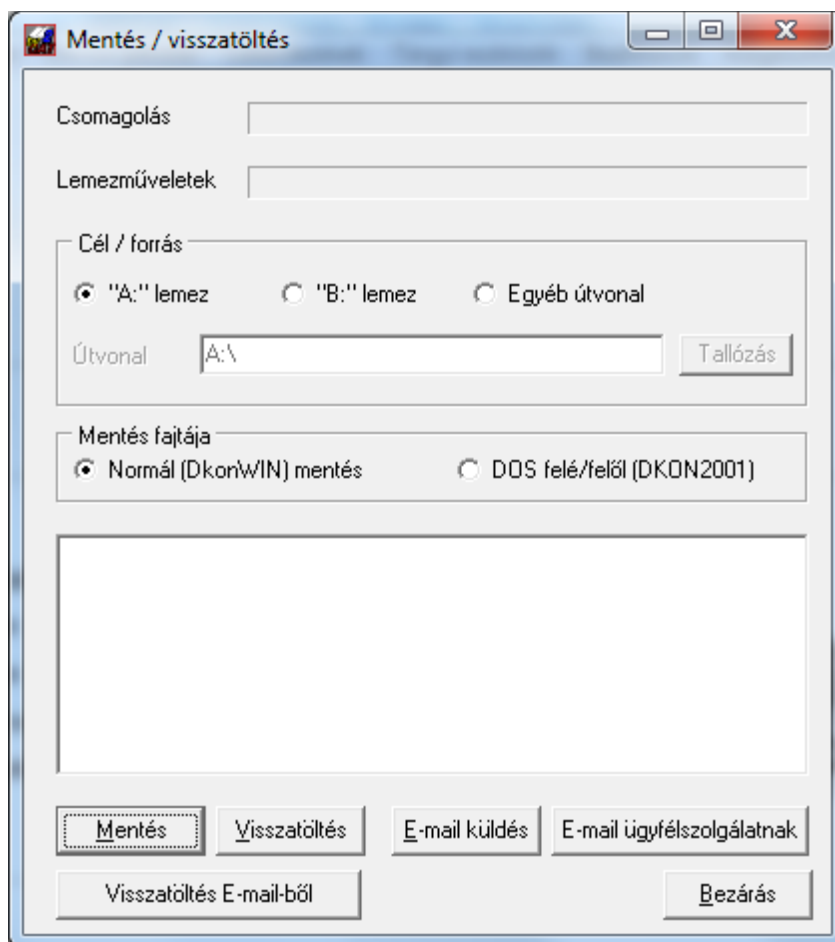 Mentés / visszatöltés
Csomagolás
Lemezműveletek
Cél / forrás
"A:" lemez "B:" lemez Egyéb útvonal
Útvonal A:\ Tallózás
Mentés fajtája
Normál (DkonWIN) mentés DOS felé/felől (DKON2001)
Mentés Visszatöltés E-mail küldés E-mail ügyfélszolgálatnak
Visszatöltés E-mail-ből Bezárás